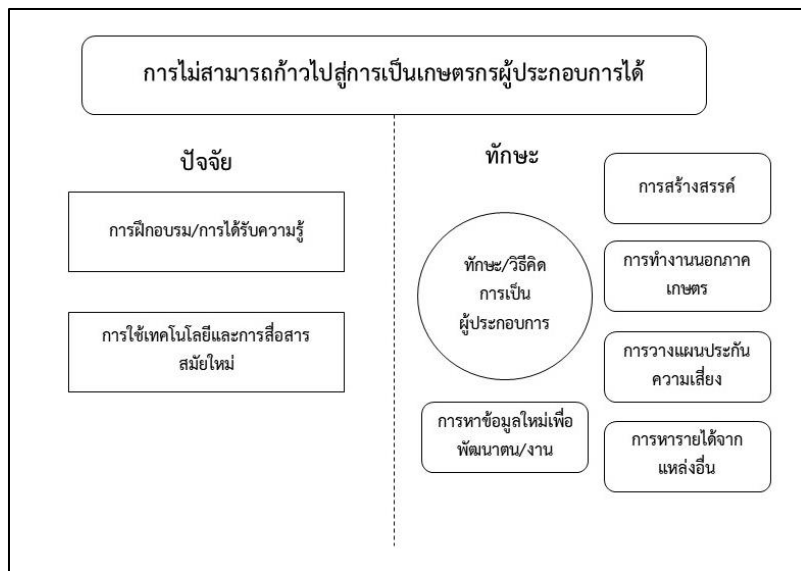 การไม่สามารถก้าวไปสู่การเป็นเกษตรกรผู้ประกอบการได้
ปัจจัย
การฝึกอบรม/การได้รับความรู้
การใช้เทคโนโลยีและการสื่อสาร
สมัยใหม่
ทักษะ
ทักษะ/วิธีคิด
การเป็น
ผู้ประกอบการ
การหาข้อมูลใหม่เพื่อ
พัฒนาตน/งาน
การสร้างสรรค์
การทำงานนอกภาค
เกษตร
การวางแผนประกัน
ความเสี่ยง
การหารายได้จาก
แหล่งอื่น